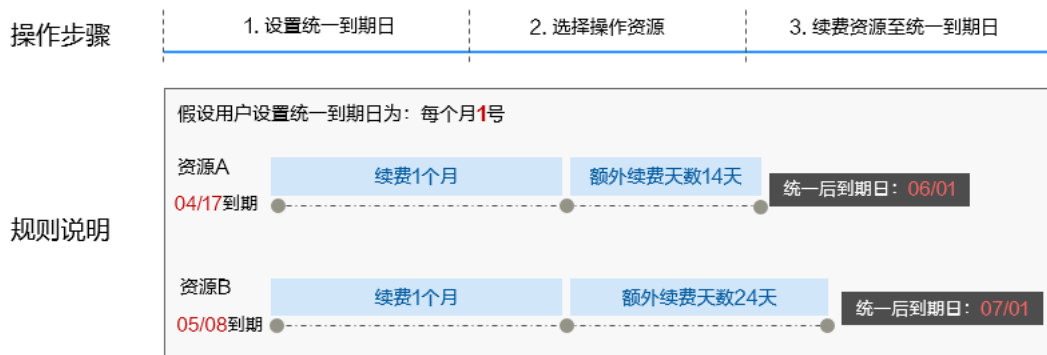 操作步骤
1. 设置统一到期日
2. 选择操作资源
3. 续费资源至统一到期日
规则说明
假设用户设置统一到期日为：每个月1号
资源A
04/17到期
续费1个月
额外续费天数14天
统一后到期日：06/01
资源B
05/08到期
续费1个月
额外续费天数24天
统一后到期日：07/01